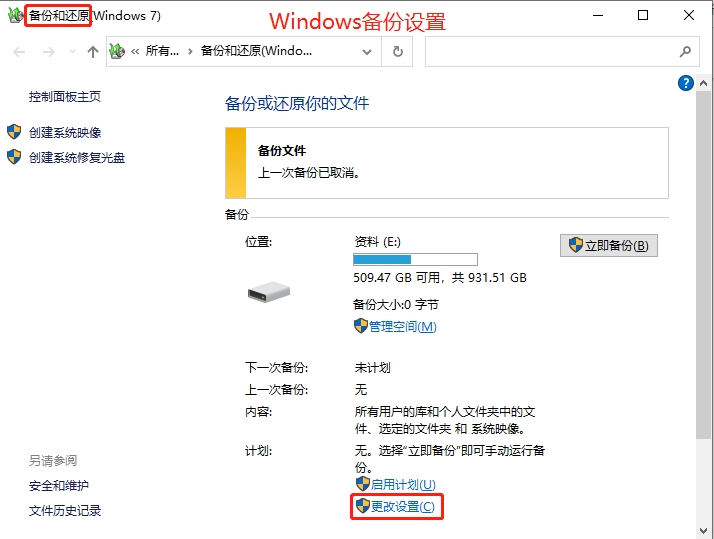 备份和还原(Windows 7)
Windows备份设置
« 所有... › 备份和还原(Windo...
控制面板主页
创建系统映像
创建系统修复光盘
备份或还原你的文件
备份文件
上一次备份已取消。
备份
位置:
资料 (E:)
立即备份(B)
509.47 GB 可用，共 931.51 GB
备份大小:0 字节
管理空间(M)
下一次备份: 未计划
上一次备份: 无
内容: 所有用户的库和个人文件夹中的文
件、选定的文件夹 和 系统映像。
计划: 无。选择"立即备份"即可手动运行备
份。
启用计划(U)
更改设置(C)
另请参阅
安全和维护
文件历史记录